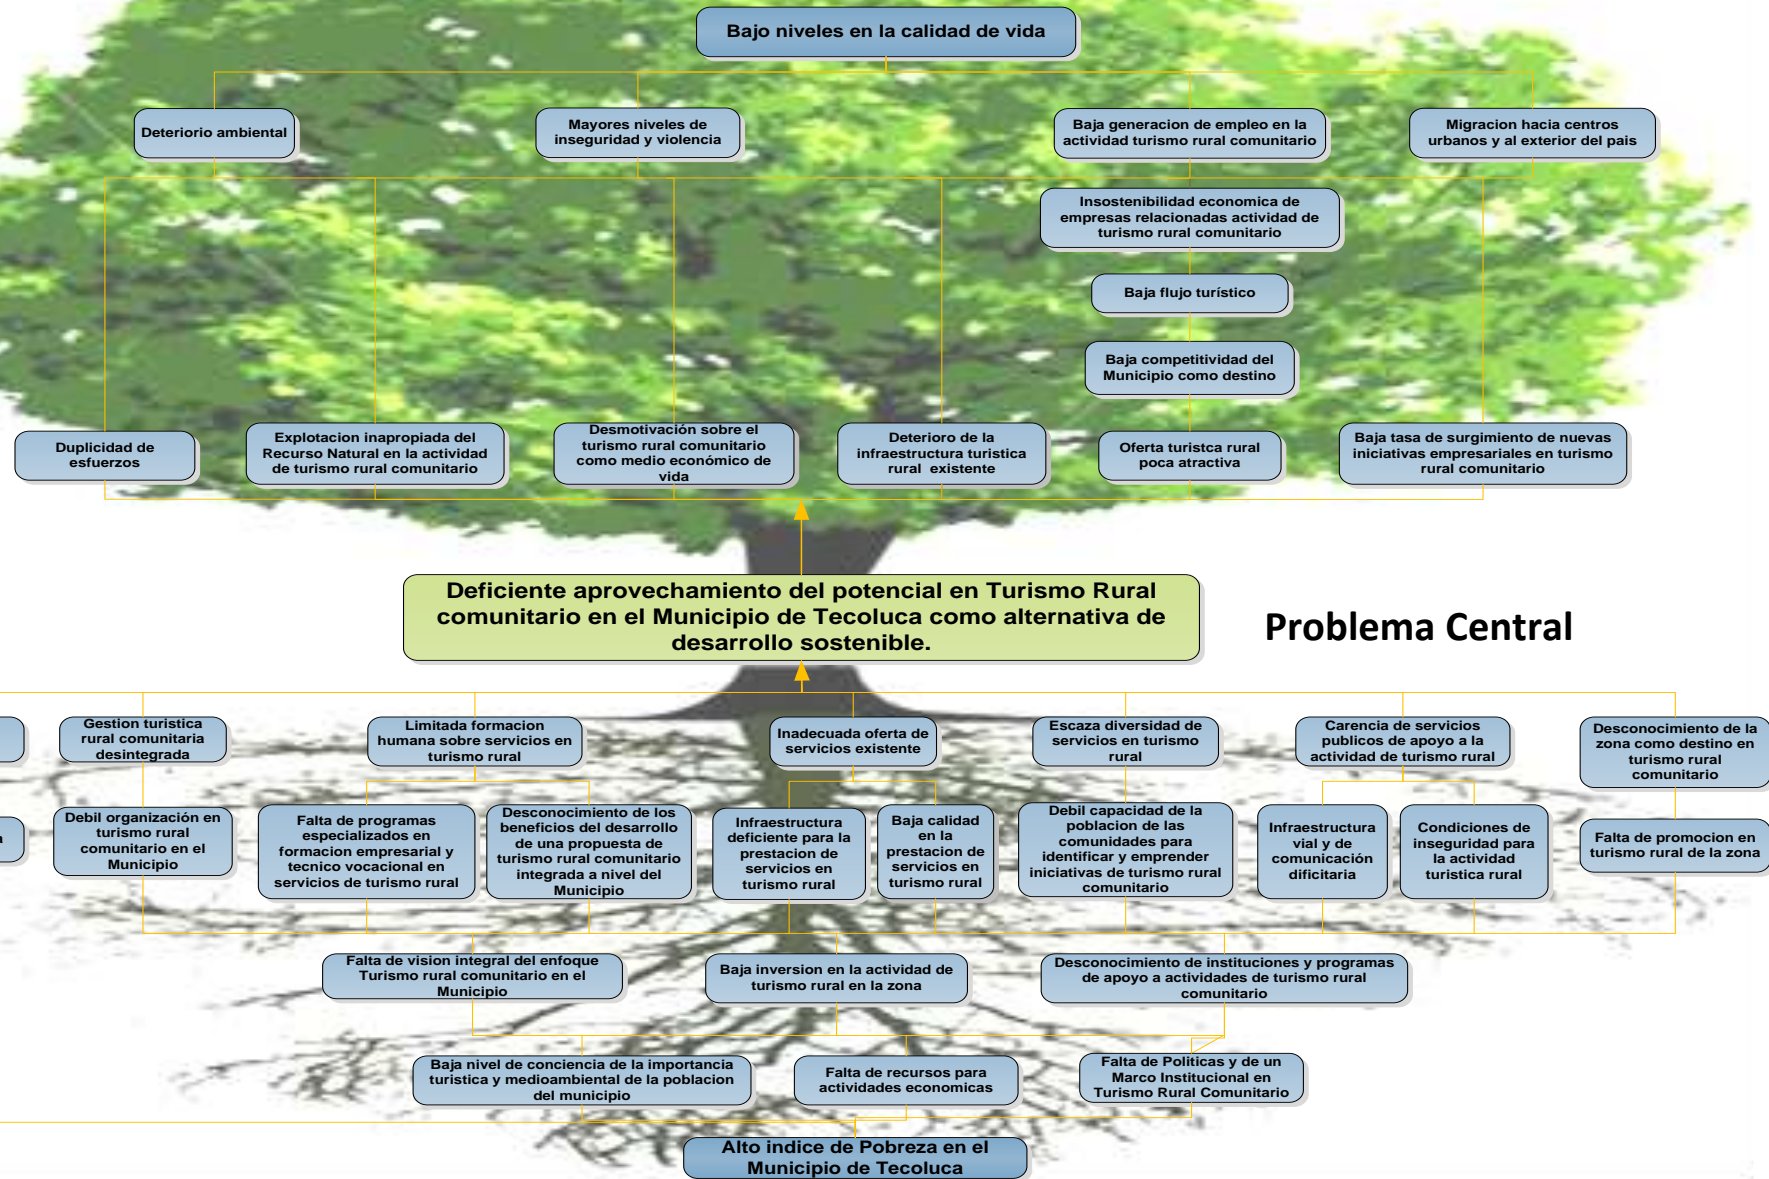 Bajo niveles en la calidad de vida
Deteriorio ambiental
Mayores niveles de
inseguridad y violencia
Baja generacion de empleo en la
actividad turismo rural comunitario
Migracion hacia centros
urbanos y al exterior del pais
Insostenibilidad economica de
empresas relacionadas actividad de
turismo rural comunitario
Baja flujo turístico
Baja competitividad del
Municipio como destino
Duplicidad de
esfuerzos
Explotacion inapropiada del
Recurso Natural en la actividad
de turismo rural comunitario
Desmotivación sobre el
turismo rural comunitario
como medio económico de
vida
Deterioro de la
infraestructura turistica
rural existente
Oferta turistca rural
poca atractiva
Baja tasa de surgimiento de nuevas
iniciativas empresariales en turismo
rural comunitario
Deficiente aprovechamiento del potencial en Turismo Rural
comunitario en el Municipio de Tecoluca como alternativa de
desarrollo sostenible.
Problema Central
Gestion turistica
rural comunitaria
desintegrada
Limitada formacion
humana sobre servicios en
turismo rural
Inadecuada oferta de
servicios existente
Escaza diversidad de
servicios en turismo
rural
Carencia de servicios
publicos de apoyo a la
actividad de turismo rural
Desconocimiento de la
zona como destino en
turismo rural
comunitario
a
Debil organización en
turismo rural
comunitario en el
Municipio
Falta de programas
especializados en
formacion empresarial y
tecnico vocacional en
servicios de turismo rural
Desconocimiento de los
beneficios del desarrollo
de una propuesta de
turismo rural comunitario
integrada a nivel del
Municipio
Infraestructura
deficiente para la
prestacion de
servicios en
turismo rural
Baja calidad
en la
prestacion de
servicios en
turismo rural
Debil capacidad de la
poblacion de las
comunidades para
identificar y emprender
iniciativas de turismo rural
comunitario
Infraestructura
vial y de
comunicación
dificitaria
Condiciones de
inseguridad para
la actividad
turistica rural
Falta de promocion en
turismo rural de la zona
Falta de vision integral del enfoque
Turismo rural comunitario en el
Municipio
Baja inversion en la actividad de
turismo rural en la zona
Desconocimiento de instituciones y programas
de apoyo a actividades de turismo rural
comunitario
Baja nivel de conciencia de la importancia
turistica y medioambiental de la poblacion
del municipio
Falta de recursos para
actividades economicas
Falta de Politicas y de un
Marco Institucional en
Turismo Rural Comunitario
Alto indice de Pobreza en el
Municipio de Tecoluca